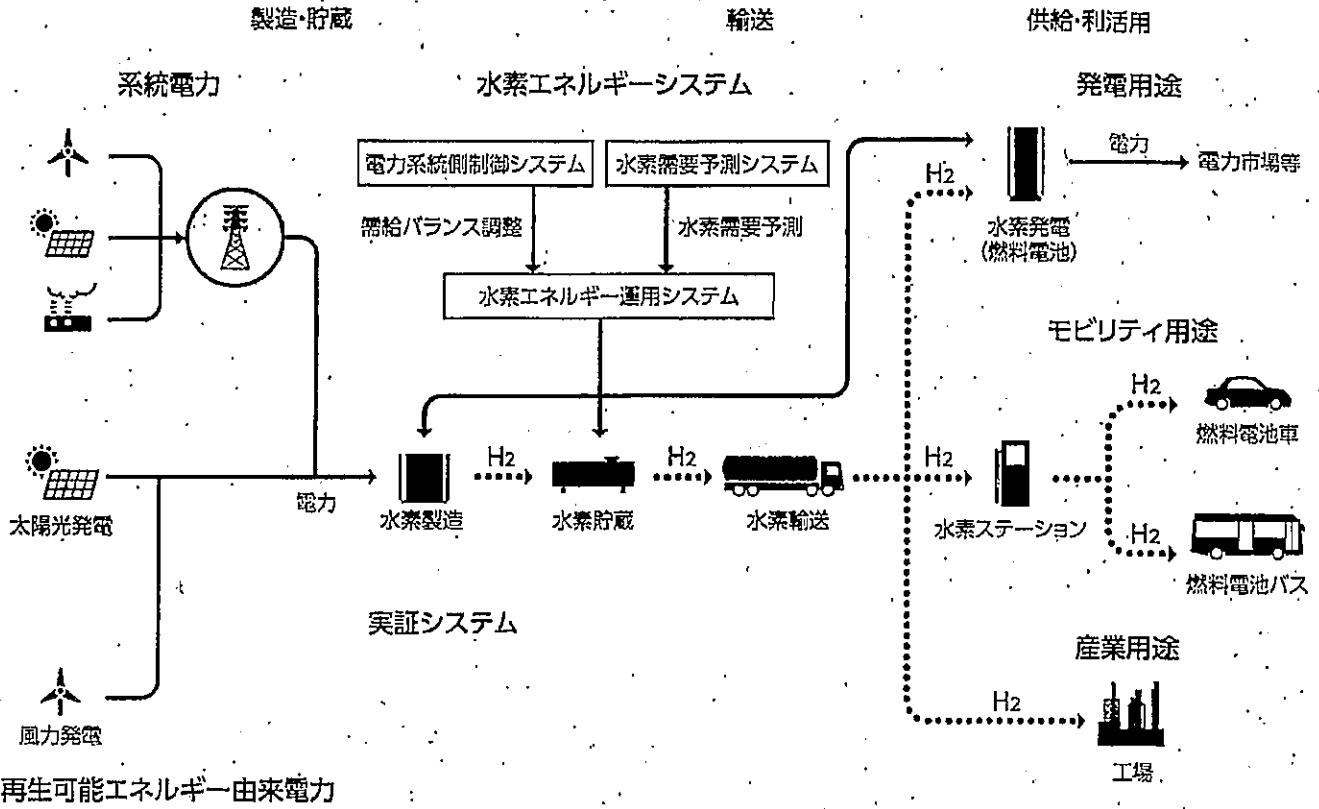 製造・貯蔵
輸送
供給・利活用
系統電力
水素エネルギーシステム
発電用途
電力系統側制御システム
水素需要予測システム
需給バランス調整
水素需要予測
水素エネルギー運用システム
H2
電力
電力市場等
水素発電
(燃料電池)
モビリティ用途
H2
燃料電池車
太陽光発電
電力
水素製造
H2
水素貯蔵
H2
水素輸送
H2
水素ステーション
H2
燃料電池バス
実証システム
産業用途
H2
工場
風力発電
再生可能エネルギー由来電力